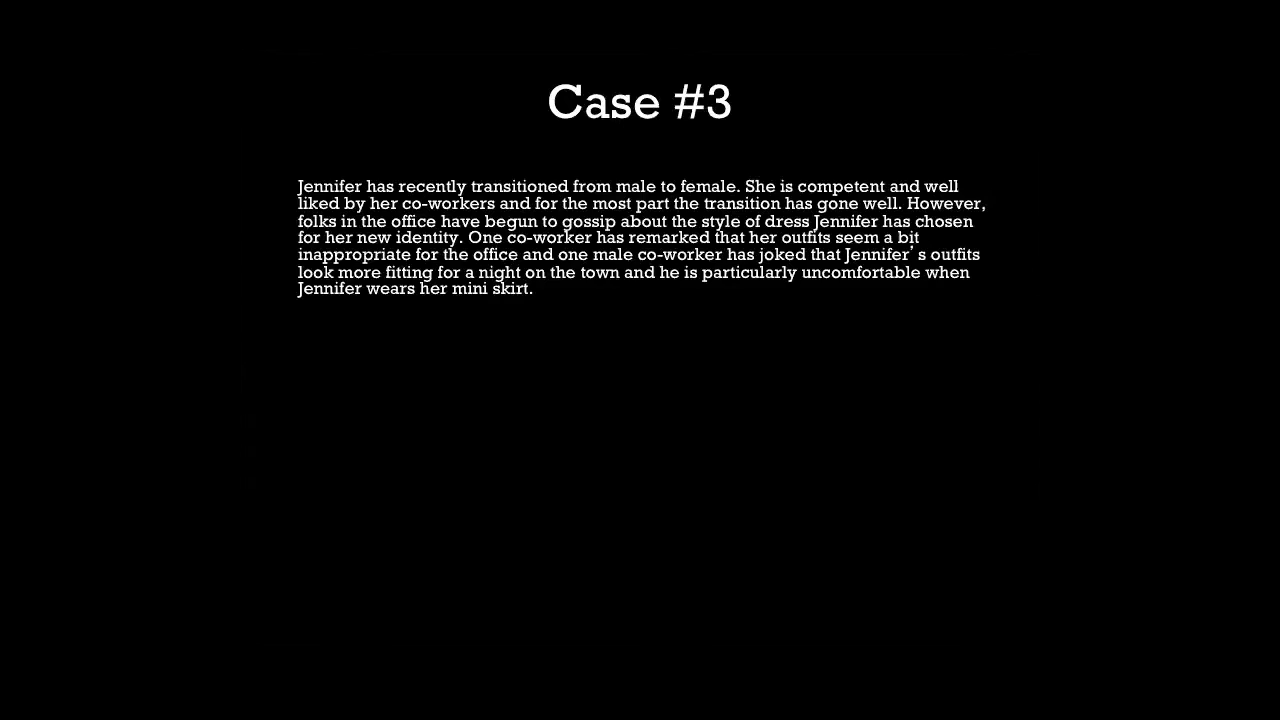 Case #3
Jennifer has recently transitioned from male to female. She is competent and well
liked by her co-workers and for the most part the transition has gone well. However,
folks in the office have begun to gossip about the style of dress Jennifer has chosen
for her new identity. One co-worker has remarked that her outfits seem a bit
inappropriate for the office and one male co-worker has joked that Jennifer’s outfits
look more fitting for a night on the town and he is particularly uncomfortable when
Jennifer wears her mini skirt.